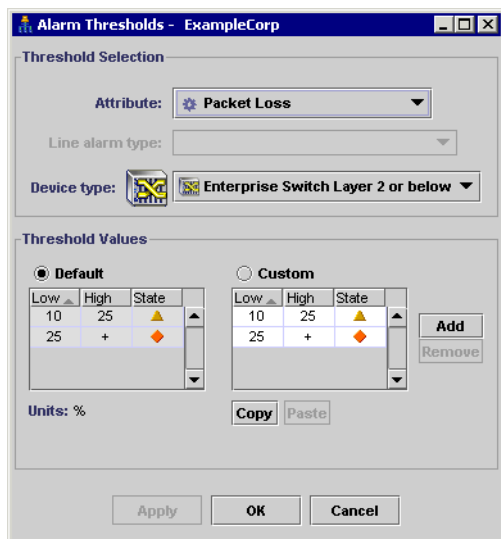 Alarm Thresholds - ExampleCorp
Threshold Selection
Attribute: Packet Loss
Line alarm type:
Device type: Enterprise Switch Layer 2 or below
Threshold Values
Default
Low High State
10 25
25 +
Units: %
Custom
Low High State
10 25
25 +
Copy Paste
Add
Remove
Apply OK Cancel